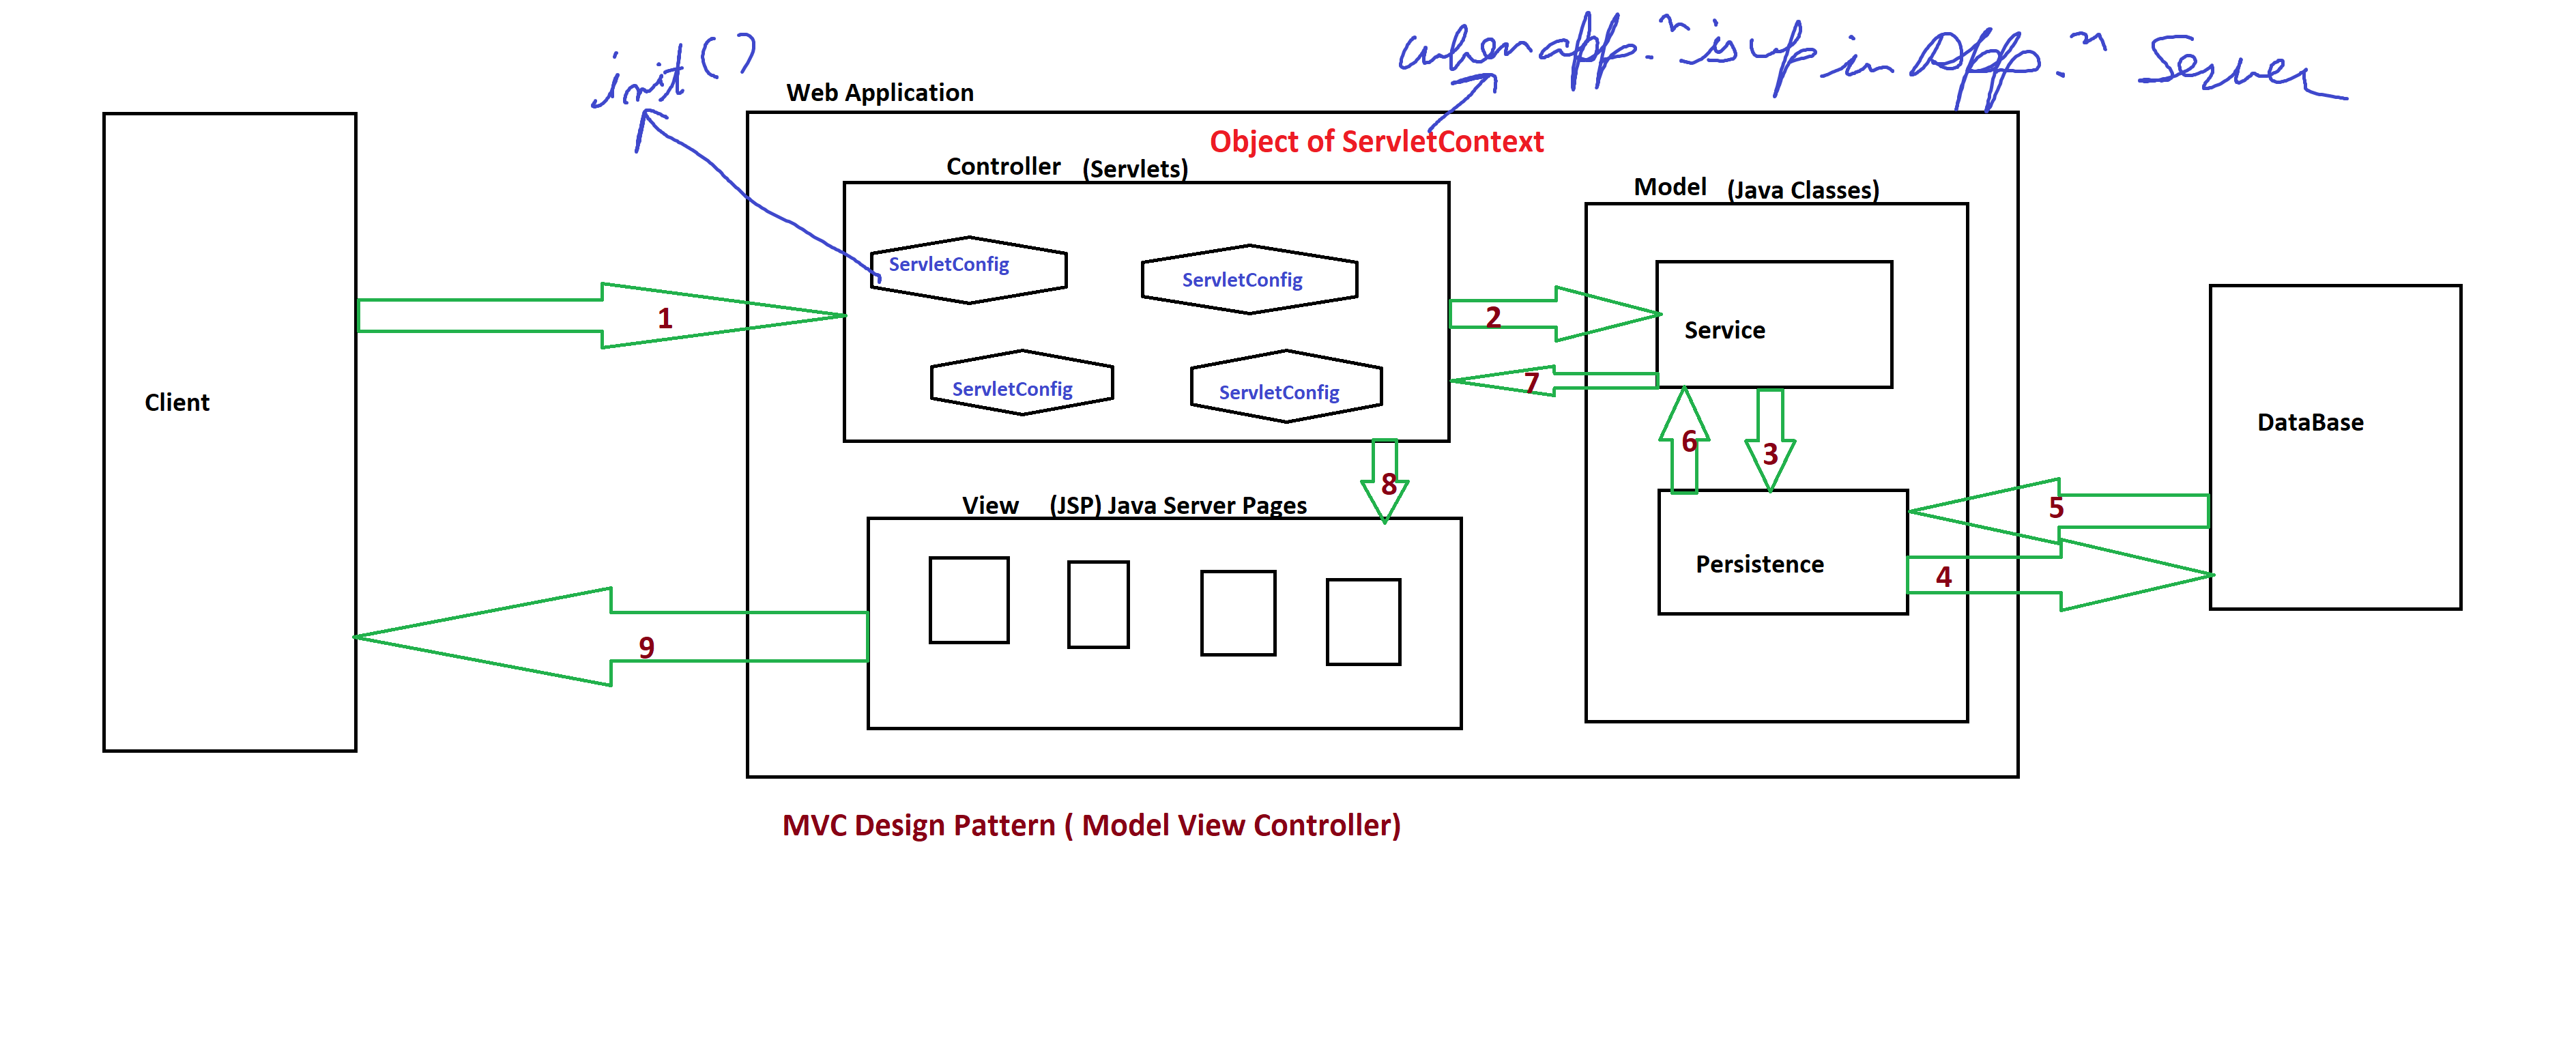 init()
when app.n is up in App.n Server
Web Application
Object of ServletContext
Controller (Servlets)
Model (Java Classes)
ServletConfig
ServletConfig
1
2
Service
7
ServletConfig
ServletConfig
Client
DataBase
6
3
8
View (JSP) Java Server Pages
5
Persistence
4
9
MVC Design Pattern ( Model View Controller)